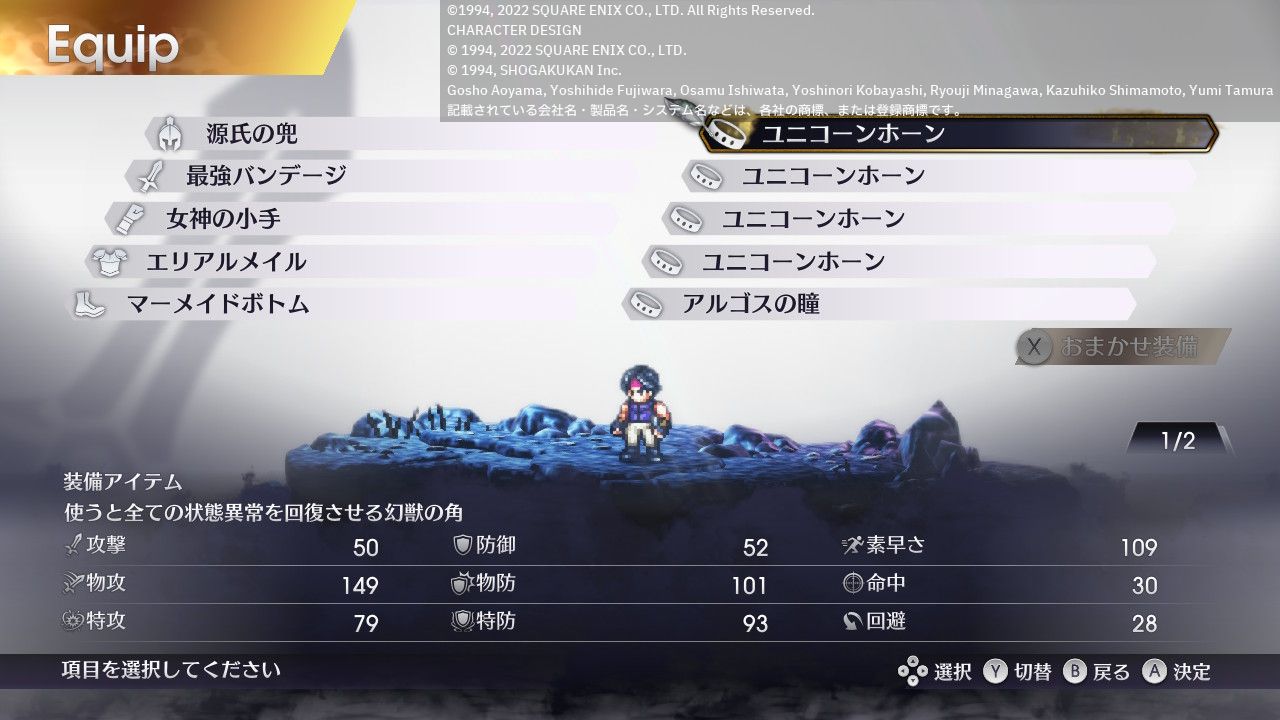 Equip
©1994, 2022 SQUARE ENIX CO., LTD. All Rights Reserved.
CHARACTER DESIGN
© 1994, 2022 SQUARE ENIX CO., LTD.
© 1994, SHOGAKUKAN Inc.
Gosho Aoyama, Yoshihide Fujiwara, Osamu Ishiwata, Yoshinori Kobayashi, Ryouji Minagawa, Kazuhiko Shimamoto, Yumi Tamura
記載されている会社名・製品名・システム名などは、各社の商標、または登録商標です。
源氏の兜
ユニコーンホーン
最強バンデージ
ユニコーンホーン
女神の小手
ユニコーンホーン
エリアルメイル
ユニコーンホーン
マーメイドボトム
アルゴスの瞳
X おまかせ装備
1/2
装備アイテム
使うと全ての状態異常を回復させる幻獣の角
攻撃 50 防御 52 素早さ 109
物攻 149 物防 101 命中 30
特攻 79 特防 93 回避 28
項目を選択してください
選択 Y 切替 B 戻る A 決定